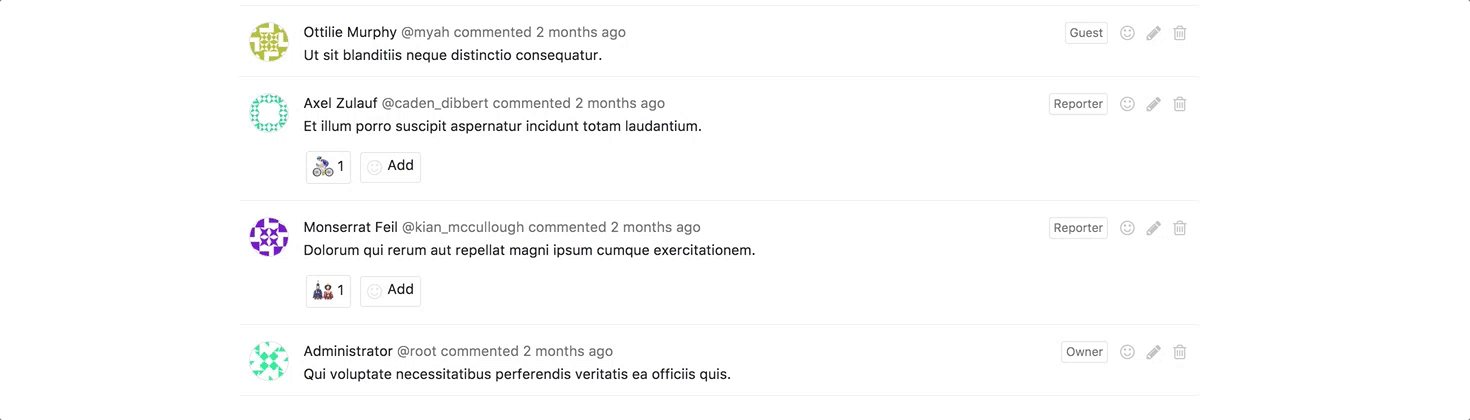 Ottilie Murphy @myah commented 2 months ago Guest
Ut sit blanditiis neque distinctio consequatur.
Axel Zulauf @caden_dibbert commented 2 months ago Reporter
Et illum porro suscipit aspernatur incidunt totam laudantium.
1 Add
Monserrat Feil @kian_mccullough commented 2 months ago Reporter
Dolorum qui rerum aut repellat magni ipsum cumque exercitationem.
1 Add
Administrator @root commented 2 months ago Owner
Qui voluptate necessitatibus perferendis veritatis ea officiis quis.